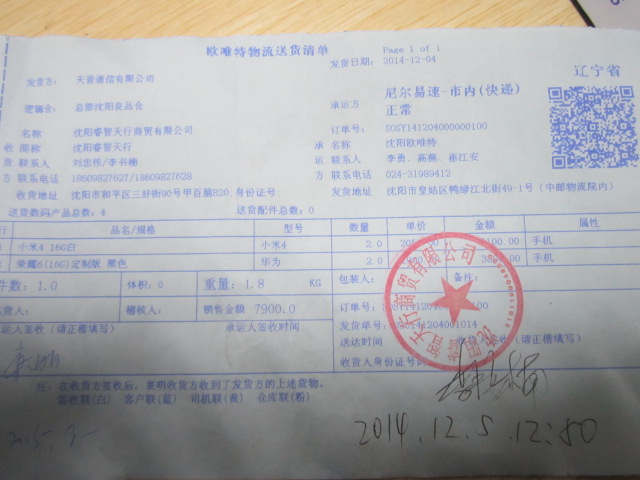 欧唯特物流送货清单
Page 1 of 1
发货日期: 2014-12-04
发货方: 天音通信有限公司
辽宁省
逻辑仓: 总部沈阳良品仓
承运方 尼尔易速-市内(快递)
正常
名称 沈阳睿智天行商贸有限公司
订单号: SOSY141204000000100
收 简称 沈阳睿智天行
承 名称 沈阳欧唯特
货 联系人 刘忠伟/李书楠
运 联系人 李勇、高燕、崔江安
方 联系电话 18609827627/18609827628
方 联系电话 024-31989412
收货地址 沈阳市和平区三好街90号甲百脑820,身份证号:
发货地址 沈阳市皇姑区鸭绿江北街49-1号(中邮物流院内)
送货数码产品总数: 4 送货配件总数: 0
品名/规格 型号 数量 单价 金额 属性
小米4 16G白 小米4 2.0 100.00 手机
荣耀6(16G)定制版 黑色 华为 2.0 手机
件数: 1.0 体积: 0 重量: 1.8 KG 包装人: 备注:
货人: 稽核人: 销售金额 7900.0
订单号: SOSY141204000000100
发货单号: SOSY141204001014
运人签收(请正楷填写) 承运人签收时间
送达时间 收货人签收(请正楷填写)
收货人身份证号
注: 在收货方签收后, 表明收货方收到了发货方的上述货物。
签收联(白) 客户联(蓝) 司机联(黄) 仓库联(粉)
2014.12.5.12:80